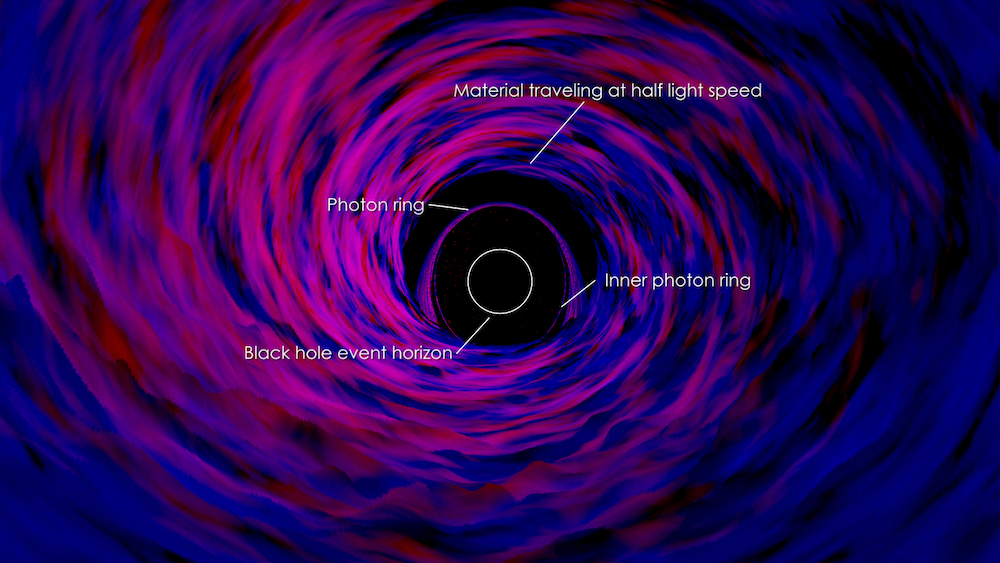 Material traveling at half light speed
Photon ring
Inner photon ring
Black hole event horizon